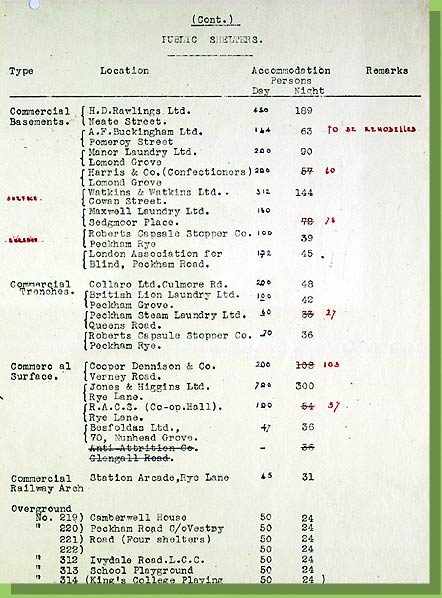 (Cont.)
PUBLIC SHELTERS.
Type Location Accommodation Remarks
Persons
Day Night
Commercial H.D.Rawlings Ltd. 450 189
Basements. Neate Street.
A.F.Buckingham Ltd. 144 63 TO BE REMODELLED
Pomeroy Street
Manor Laundry Ltd. 200 90
Lomond Grove
Harris & Co.(Confectioners) 200 57 60
Lomond Grove
Watkins & Watkins Ltd.. 312 144
SURFACE. Cowan Street.
Maxwell Laundry Ltd. 160
Sedgmoor Place. 72 78
Roberts Capsale Stopper Co. 100
SURFACE. Peckham Rye 39
London Association for 172 45
Blind, Peckham Road.
Commercial Collaro Ltd.Culmore Rd. 200 48
Trenches. British Lion Laundry Ltd. 100 42
Peckham Grove.
Peckham Steam Laundry Ltd. 60 33 27
Queens Road.
Roberts Capsule Stopper Co. 70 36
Peckham Rye.
Commerc al Cooper Dennison & Co. 200 108 105
Surface. Verney Road.
Jones & Higgins Ltd. 700 300
Rye Lane.
R.A.C.S. (Co-op.Hall). 100 54 57
Rye Lane.
Besfoldas Ltd., 47 36
70, Nunhead Grove.
Anti-Attrition Co. - 36
Glengall Road.
Commercial Station Arcade,Rye Lane 65 31
Railway Arch
Overground
No. 219) Camberwell House 50 24
" 220) Peckham Road C/oVestry 50 24
221) Road (Four shelters) 50 24
222) 50 24
" 312 Ivydale Road.L.C.C. 50 24
" 313 School Playground 50 24
" 314 (King's College Playing 50 24 )